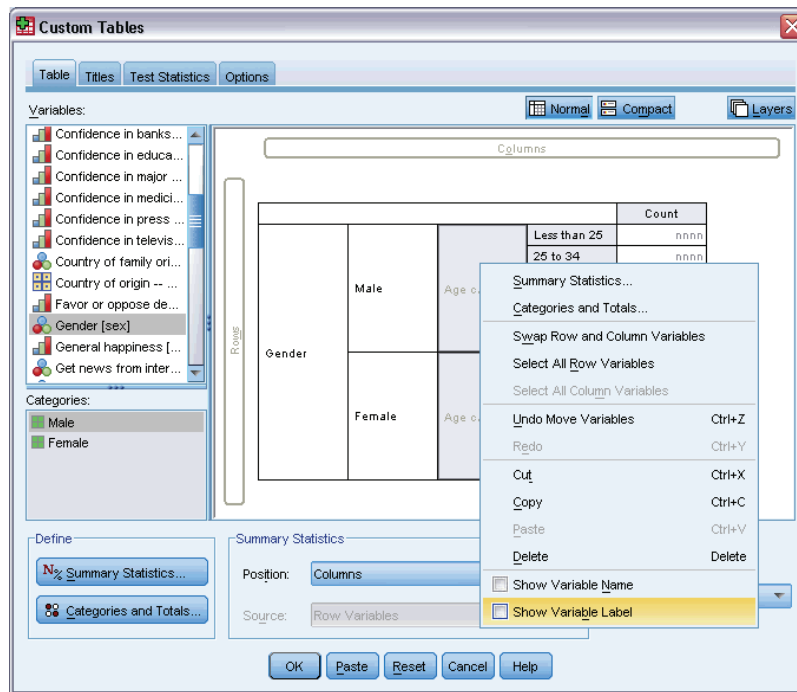 Custom Tables
Table Titles Test Statistics Options
Variables:
Normal Compact Layers
Confidence in banks...
Confidence in educa...
Confidence in major ...
Confidence in medici...
Confidence in press ...
Confidence in televis...
Country of family ori...
Country of origin -- ...
Favor or oppose de...
Gender [sex]
General happiness [...
Get news from inter...
Categories:
Male
Female
Columns
Rows
Count
Less than 25 nnnn
25 to 34 nnnn
Gender
Male
Age c.
Female
Age c.
Summary Statistics...
Categories and Totals...
Swap Row and Column Variables
Select All Row Variables
Select All Column Variables
Undo Move Variables Ctrl+Z
Redo Ctrl+Y
Cut Ctrl+X
Copy Ctrl+C
Paste Ctrl+V
Delete Delete
Show Variable Name
Show Variable Label
Define
N% Summary Statistics...
Categories and Totals...
Summary Statistics
Position: Columns
Source: Row Variables
OK Paste Reset Cancel Help